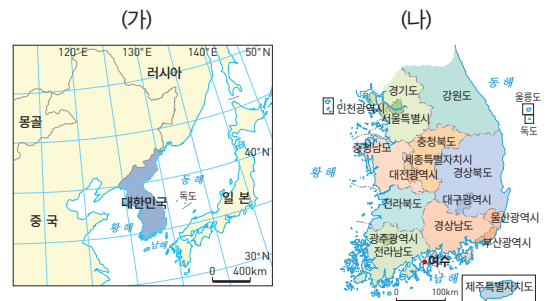 (가)
(나)
120°E
130°E
140°E
50°N
러시아
몽골
40°N
동 해
대한민국
독도
일 본
중 국
황 해
남해
30°N
0 400km
동 해
경기도
강원도
울릉도
인천광역시
서울특별시
독도
충청북도
충청남도
세종특별자치시
황 해
대전광역시
경상북도
전라북도
대구광역시
울산광역시
경상남도
광주광역시
부산광역시
전라남도
여수
남 해
제주특별자치도
0 100km